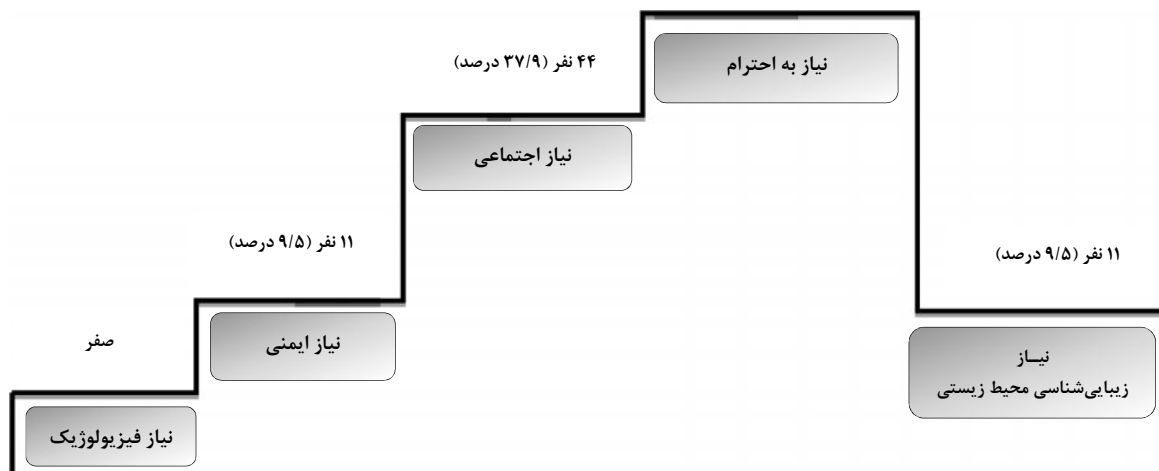 نیاز به احترام
۴۴ نفر (۳۷/۹ درصد)
نیاز اجتماعی
۱۱ نفر (۹/۵ درصد)
۱۱ نفر (۹/۵ درصد)
نیاز ایمنی
صفر
نیــاز
زیبایی‌شناسی محیط زیستی
نیاز فیزیولوژیک